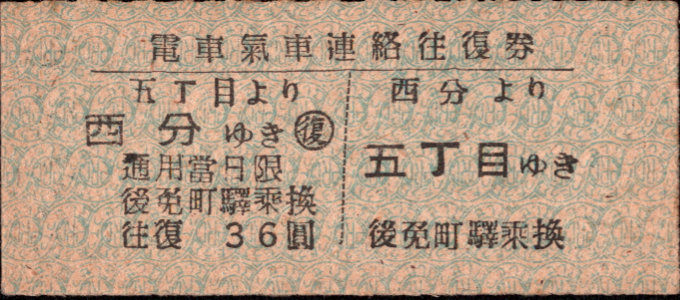 電車氣車連絡往復券
五丁目より
西分ゆき 復
通用當日限
後免町驛乘換
往復 36圓
西分より
五丁目ゆき
後免町驛乘換